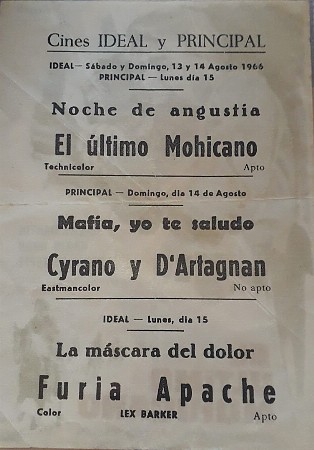 Cines IDEAL y PRINCIPAL
IDEAL — Sábado y Domingo, 13 y 14 Agosto 1966
PRINCIPAL — Lunes día 15
Noche de angustia
El último Mohicano
Technicolor Apto
PRINCIPAL — Domingo, día 14 de Agosto
Mafia, yo te saludo
Cyrano y D'Artagnan
Eastmancolor No apto
IDEAL — Lunes, día 15
La máscara del dolor
Furia Apache
Color LEX BARKER Apto